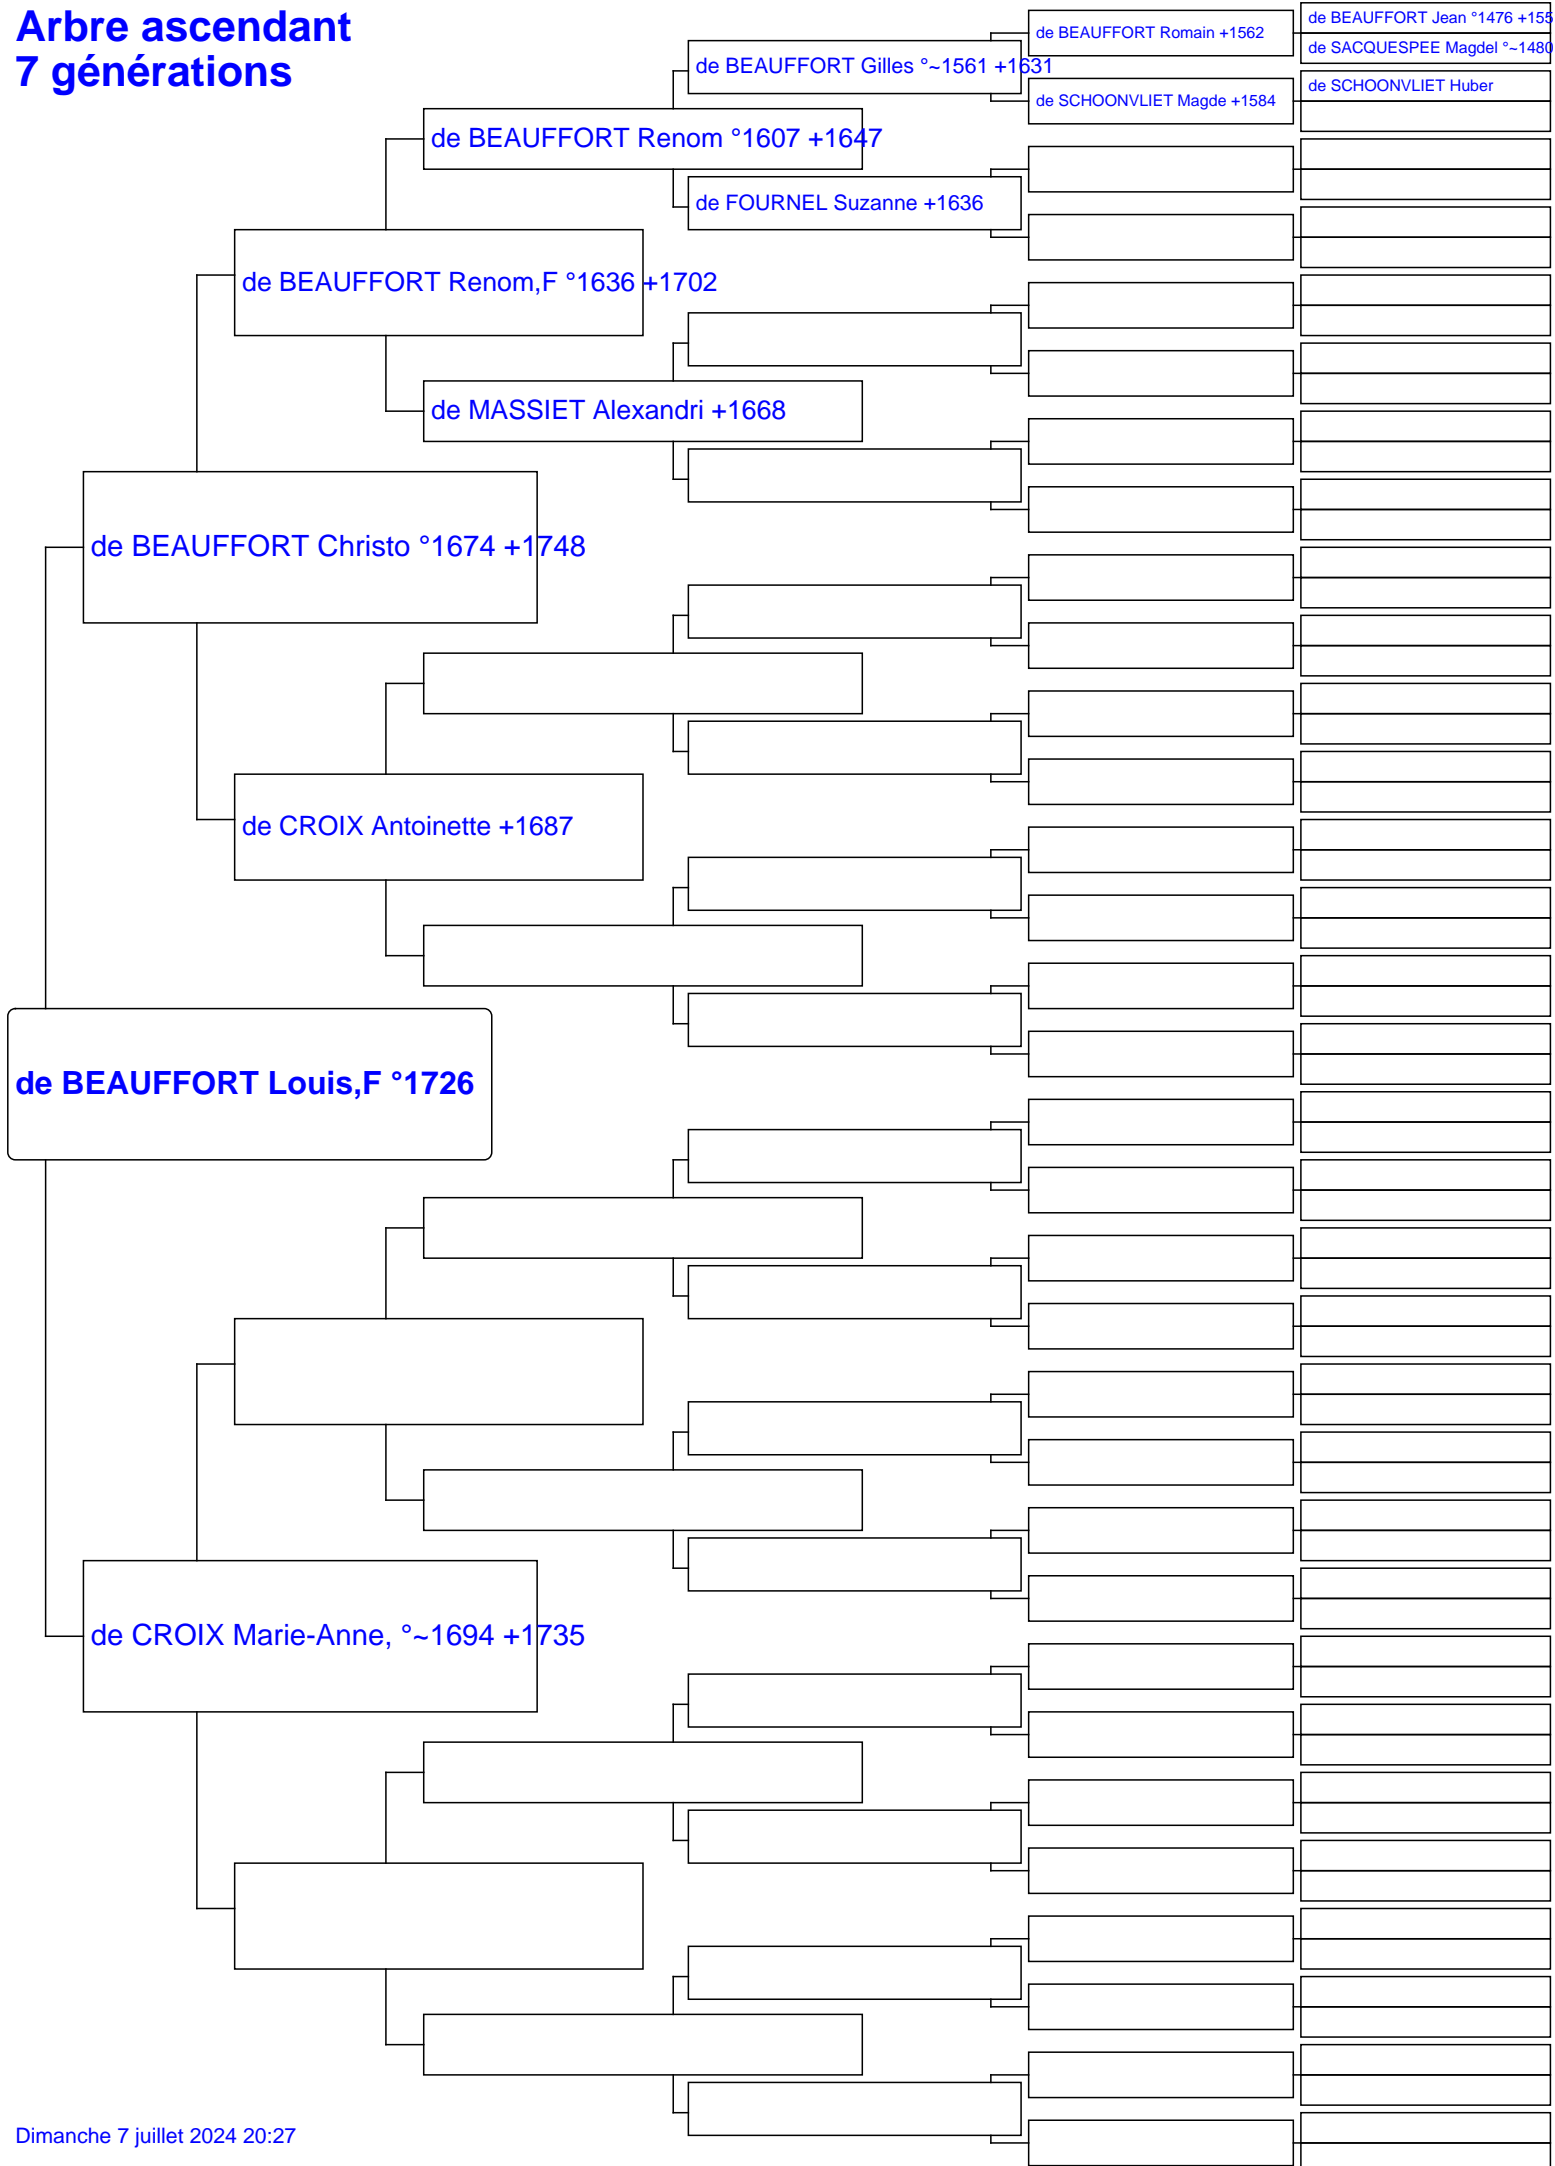 Arbre ascendant
7 générations
de BEAUFFORT Jean °1476 +155
de BEAUFFORT Romain +1562
de SACQUESPEE Magdel °~1480
de BEAUFFORT Gilles °~1561 +1631
de SCHOONVLIET Huber
de SCHOONVLIET Magde +1584
de BEAUFFORT Renom °1607 +1647
de FOURNEL Suzanne +1636
de BEAUFFORT Renom,F °1636 +1702
de MASSIET Alexandri +1668
de BEAUFFORT Christo °1674 +1748
de CROIX Antoinette +1687
de BEAUFFORT Louis,F °1726
de CROIX Marie-Anne, °~1694 +1735
Dimanche 7 juillet 2024 20:27